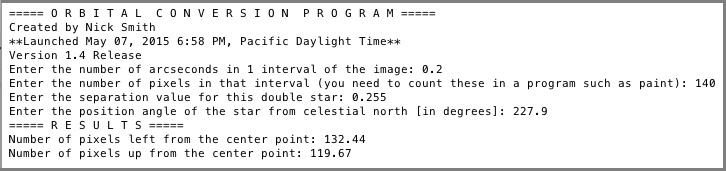 ===== O R B I T A L  C O N V E R S I O N  P R O G R A M =====
Created by Nick Smith
**Launched May 07, 2015 6:58 PM, Pacific Daylight Time**
Version 1.4 Release
Enter the number of arcseconds in 1 interval of the image: 0.2
Enter the number of pixels in that interval (you need to count these in a program such as paint): 140
Enter the separation value for this double star: 0.255
Enter the position angle of the star from celestial north [in degrees]: 227.9
===== R E S U L T S =====
Number of pixels left from the center point: 132.44
Number of pixels up from the center point: 119.67